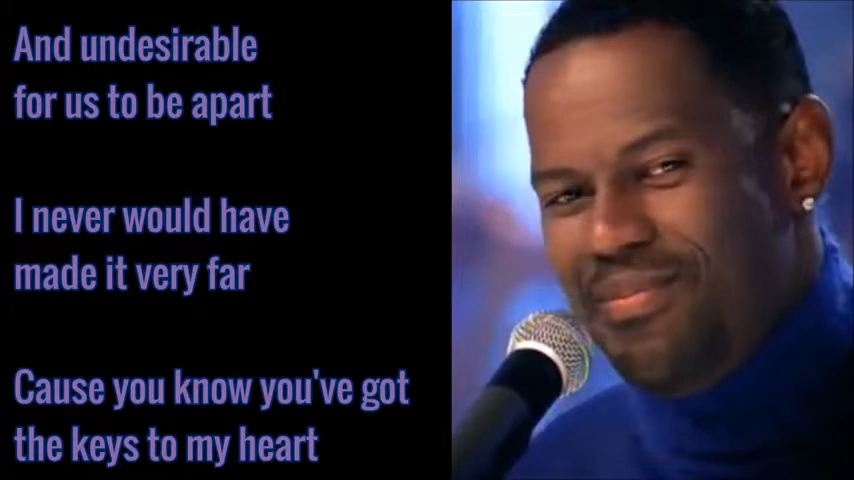 And undesirable
for us to be apart
I never would have
made it very far
Cause you know you've got
the keys to my heart